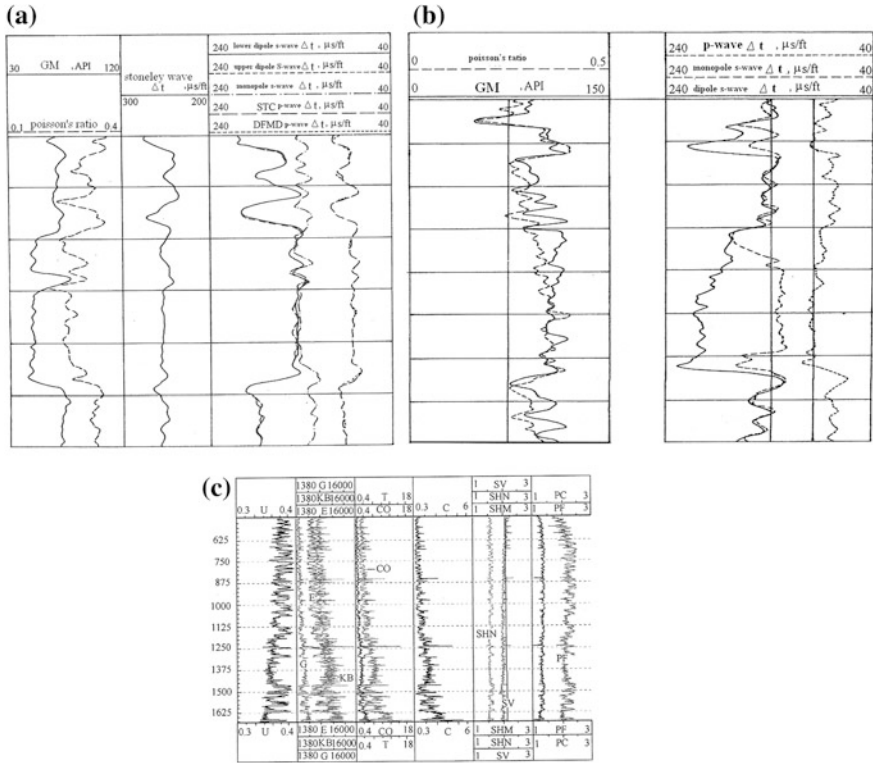 (a)
30 GM .API 120
0.1 poisson's ratio 0.4
stoneley wave
Δt , μs/ft
300 200
240 lower dipole s-wave Δt , μs/ft 40
240 upper dipole S-wave Δt , μs/ft 40
240 monopole s-wave Δt , μs/ft 40
240 STC p-wave Δt , μs/ft 40
240 DFMD p-wave Δt , μs/ft 40
(b)
0 poisson's ratio 0.5
0 GM .API 150
240 p-wave Δt , μs/ft 40
240 monopole s-wave Δt , μs/ft 40
240 dipole s-wave Δt , μs/ft 40
(c)
0.3 U 0.4
1380 G 16000
1380 KB 16000
1380 E 16000
0.4 T 18
0.4 CO 18
0.3 C 6
1 SV 3
1 SHN 3
1 SHM 3
1 PC 3
1 PF 3
625
750
875
1000
1125
1250
1375
1500
1625
CO
E
SHN
G
PF
KB
SV
0.3 U 0.4
1380 E 16000
1380 KB 16000
1380 G 16000
0.4 CO 18
0.4 T 18
0.3 C 6
1 SHM 3
1 SHN 3
1 SV 3
1 PF 3
1 PC 3